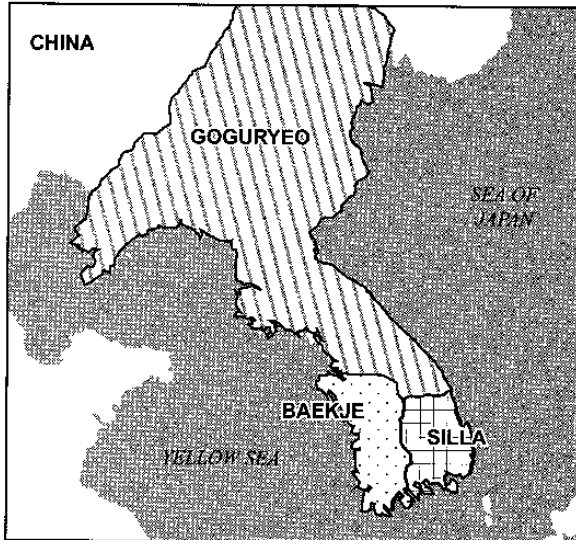 CHINA
GOGURYEO
SEA OF
JAPAN
BAEKJE
SILLA
YELLOW SEA